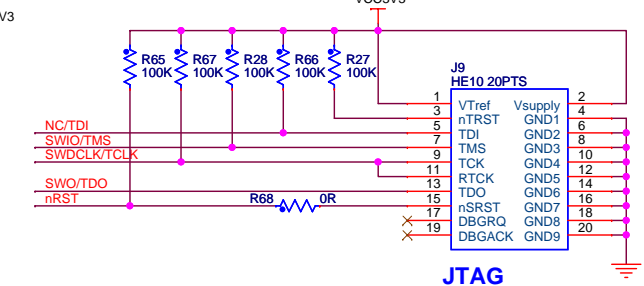 V3
R65 R67 R28 R66 R27
100K 100K 100K 100K 100K
J9
HE10 20PTS
1 VTref Vsupply 2
3 nTRST GND1 4
NC/TDI 5 TDI GND2 6
SWIO/TMS 7 TMS GND3 8
SWDCLK/TCLK 9 TCK GND4 10
11 RTCK GND5 12
SWO/TDO 13 TDO GND6 14
nRST R68 0R 15 nSRST GND7 16
17 DBGRQ GND8 18
19 DBGACK GND9 20
JTAG